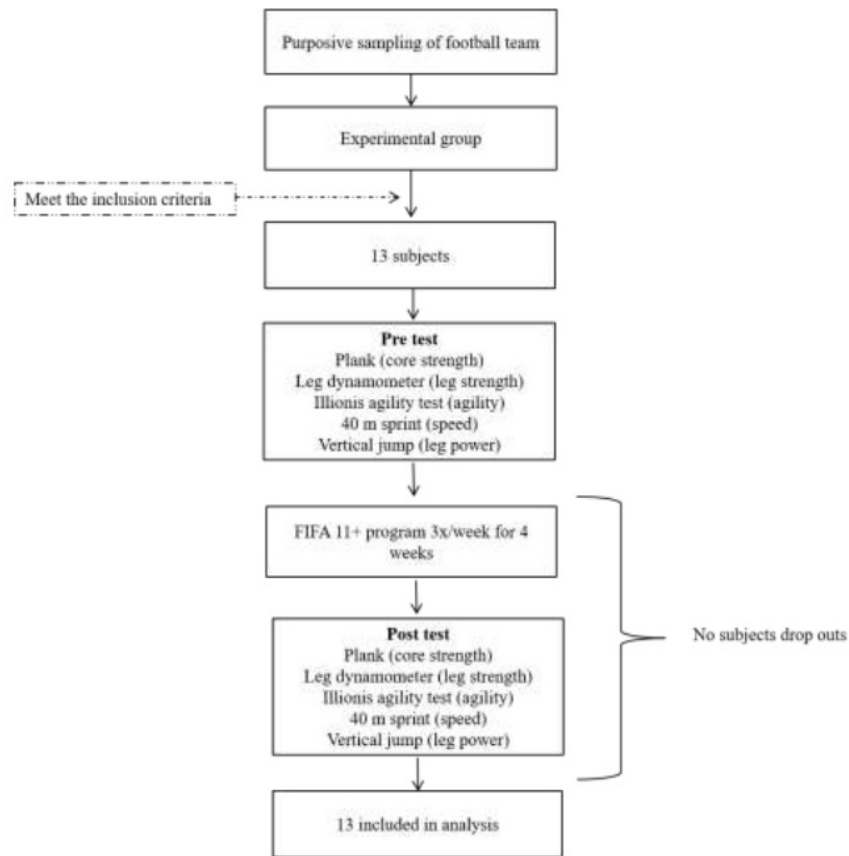 Purposive sampling of football team
Experimental group
Meet the inclusion criteria
13 subjects
Pre test
Plank (core strength)
Leg dynamometer (leg strength)
Illionis agility test (agility)
40 m sprint (speed)
Vertical jump (leg power)
FIFA 11+ program 3x/week for 4
weeks
Post test
Plank (core strength)
Leg dynamometer (leg strength)
Illionis agility test (agility)
40 m sprint (speed)
Vertical jump (leg power)
No subjects drop outs
13 included in analysis